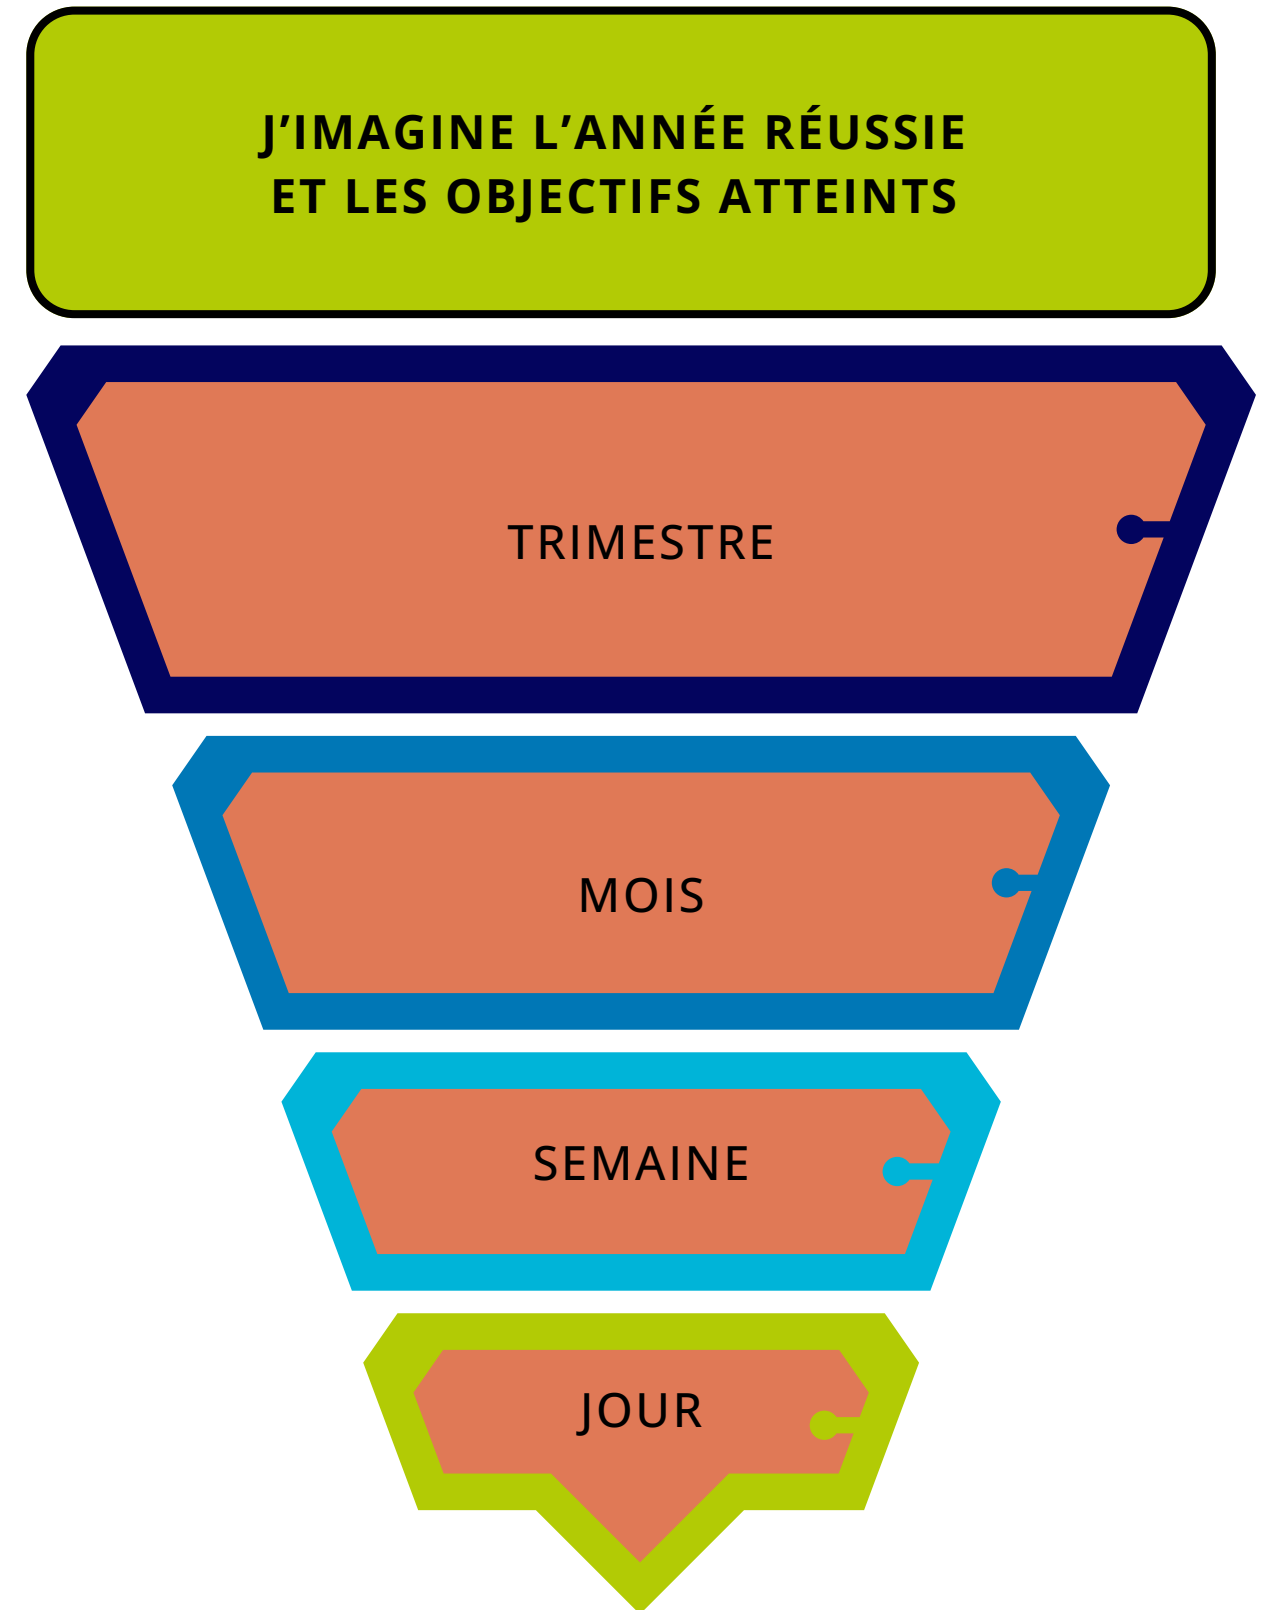 J’IMAGINE L’ANNÉE RÉUSSIE
ET LES OBJECTIFS ATTEINTS
TRIMESTRE
MOIS
SEMAINE
JOUR